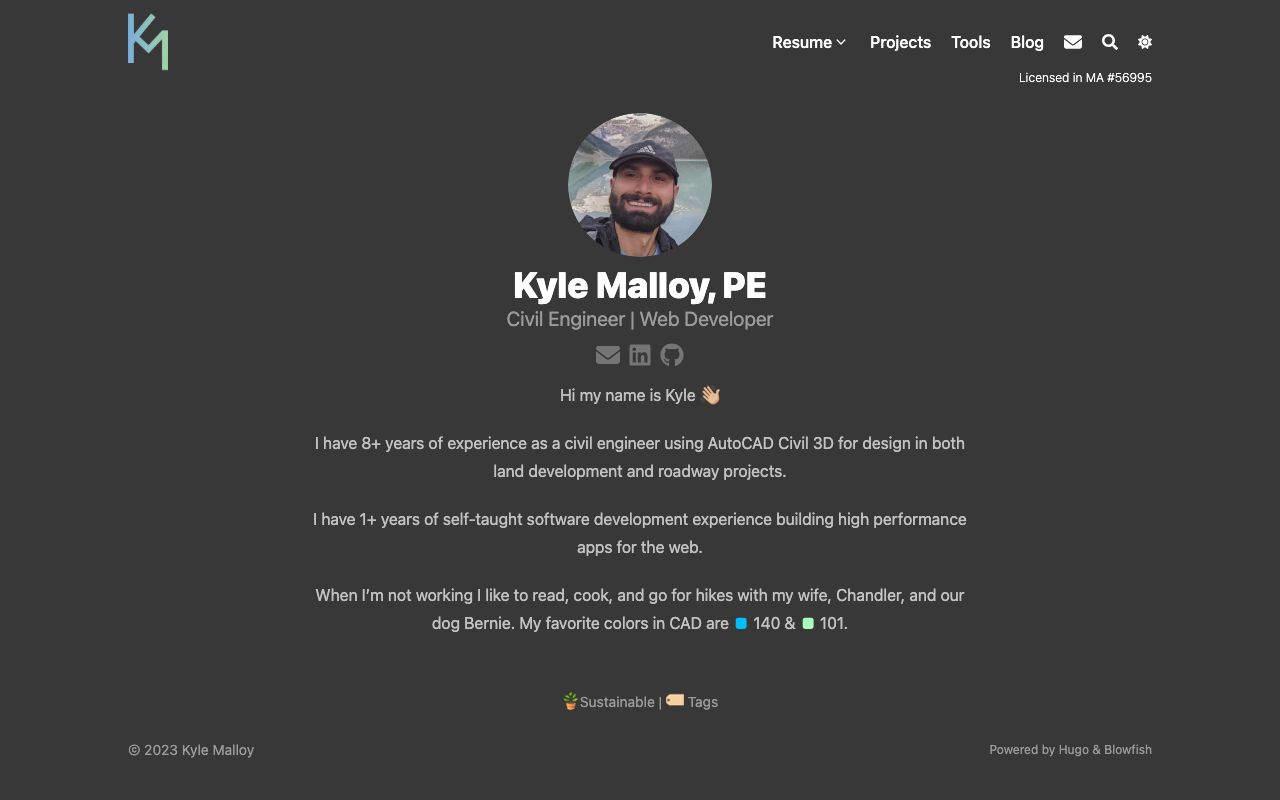 KM
Resume Projects Tools Blog
Licensed in MA #56995
Kyle Malloy, PE
Civil Engineer | Web Developer
Hi my name is Kyle 👋🏼
I have 8+ years of experience as a civil engineer using AutoCAD Civil 3D for design in both
land development and roadway projects.
I have 1+ years of self-taught software development experience building high performance
apps for the web.
When I’m not working I like to read, cook, and go for hikes with my wife, Chandler, and our
dog Bernie. My favorite colors in CAD are 140 & 101.
🪴Sustainable | 🏷️ Tags
© 2023 Kyle Malloy
Powered by Hugo & Blowfish